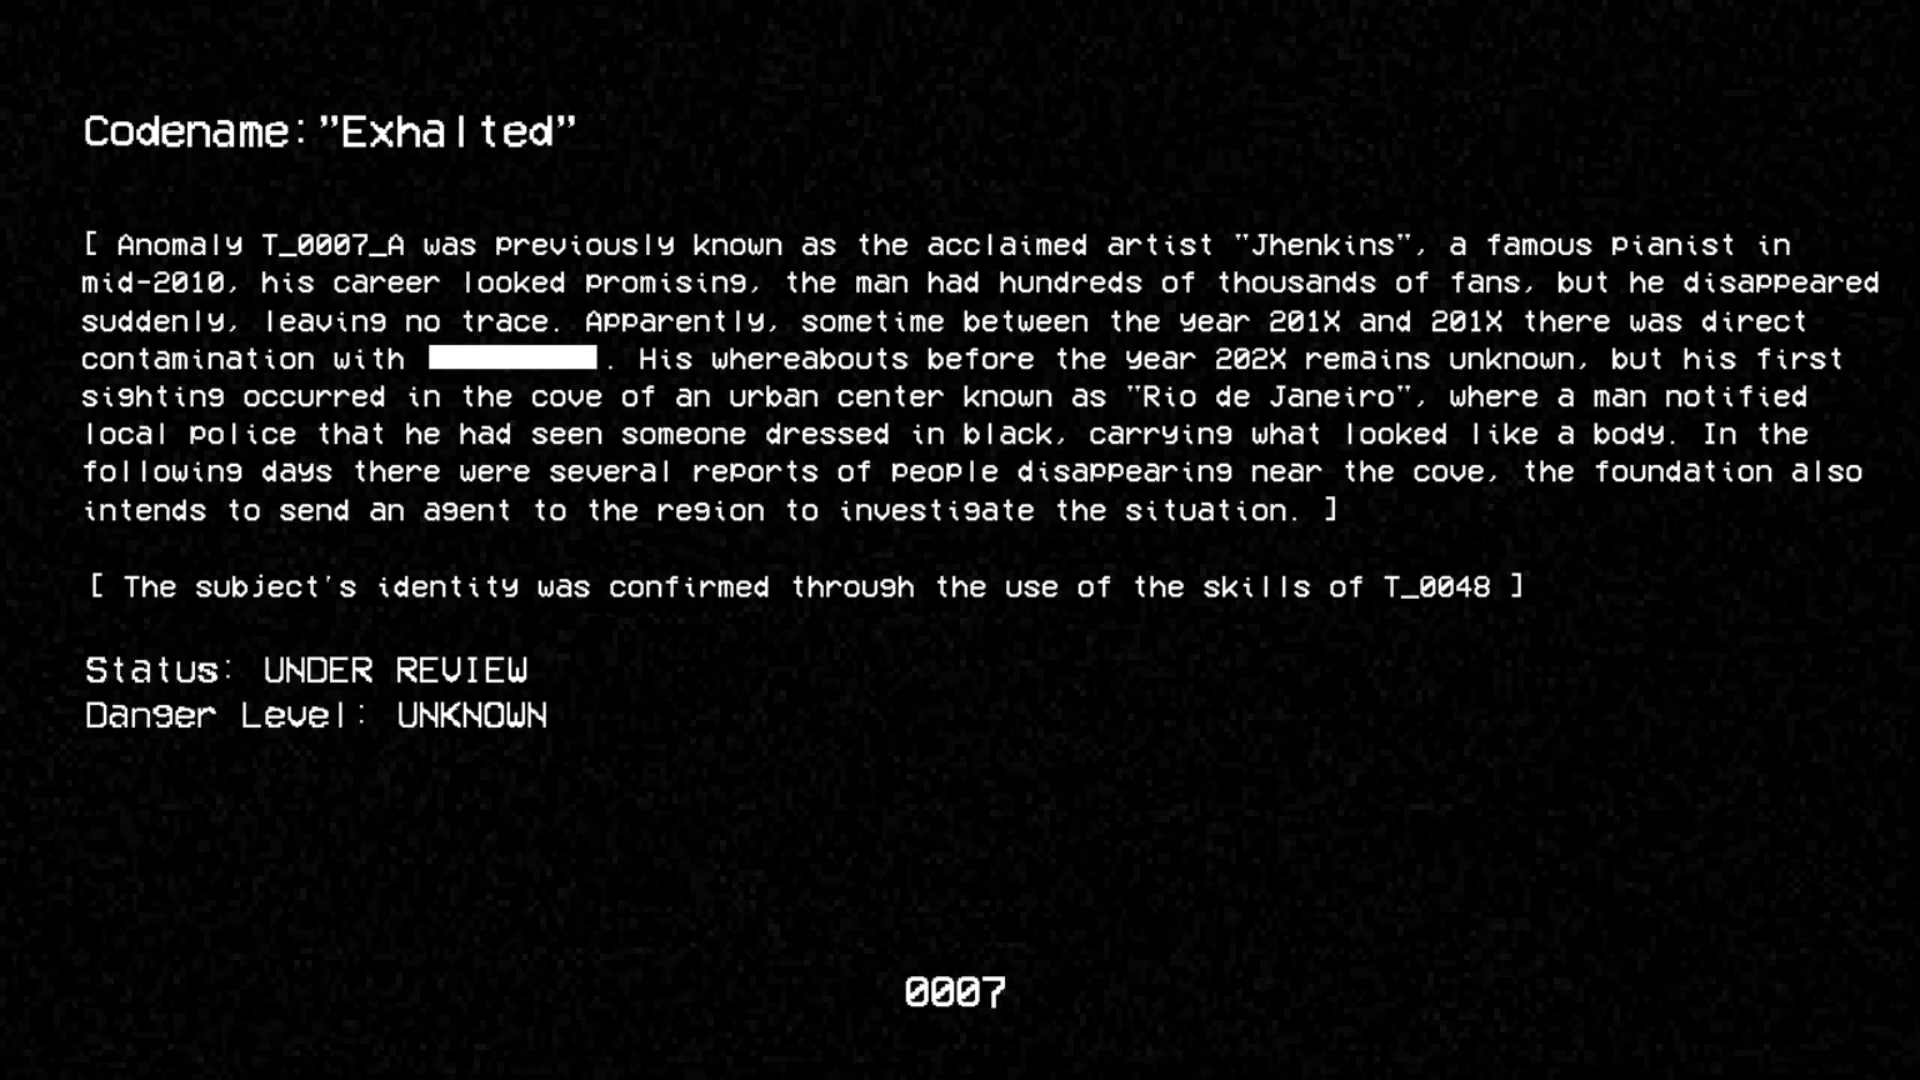 Codename:"Exhalted"
[ Anomaly T_0007_A was previously known as the acclaimed artist "Jhenkins", a famous pianist in
mid-2010, his career looked promising, the man had hundreds of thousands of fans, but he disappeared
suddenly, leaving no trace. Apparently, sometime between the year 201X and 201X there was direct
contamination with . His whereabouts before the year 202X remains unknown, but his first
sighting occurred in the cove of an urban center known as "Rio de Janeiro", where a man notified
local police that he had seen someone dressed in black, carrying what looked like a body. In the
following days there were several reports of people disappearing near the cove, the foundation also
intends to send an agent to the region to investigate the situation. ]
[ The subject's identity was confirmed through the use of the skills of T_0048 ]
Status: UNDER REVIEW
Danger Level: UNKNOWN
0007